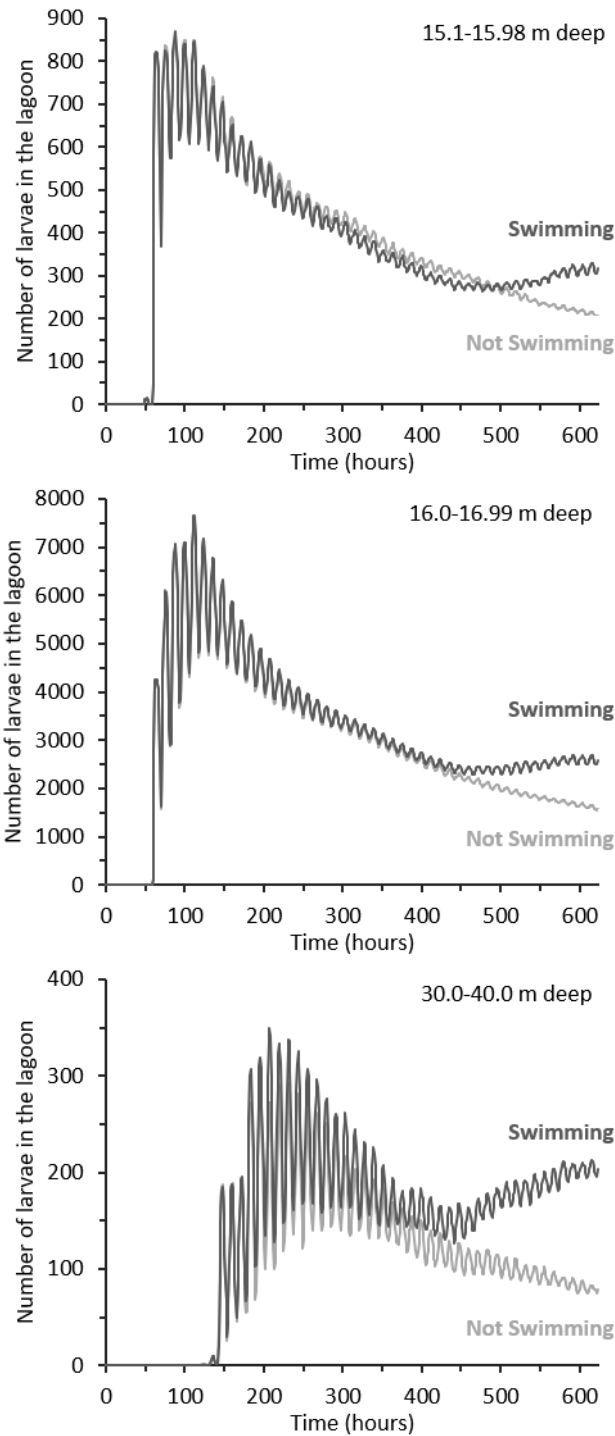 900
15.1-15.98 m deep
800
700
600
500
400
300
200
100
0
Number of larvae in the lagoon
Swimming
Not Swimming
0 100 200 300 400 500 600
Time (hours)
8000
16.0-16.99 m deep
7000
6000
5000
4000
3000
2000
1000
0
Number of larvae in the lagoon
Swimming
Not Swimming
0 100 200 300 400 500 600
Time (hours)
400
30.0-40.0 m deep
300
200
100
0
Number of larvae in the lagoon
Swimming
Not Swimming
0 100 200 300 400 500 600
Time (hours)